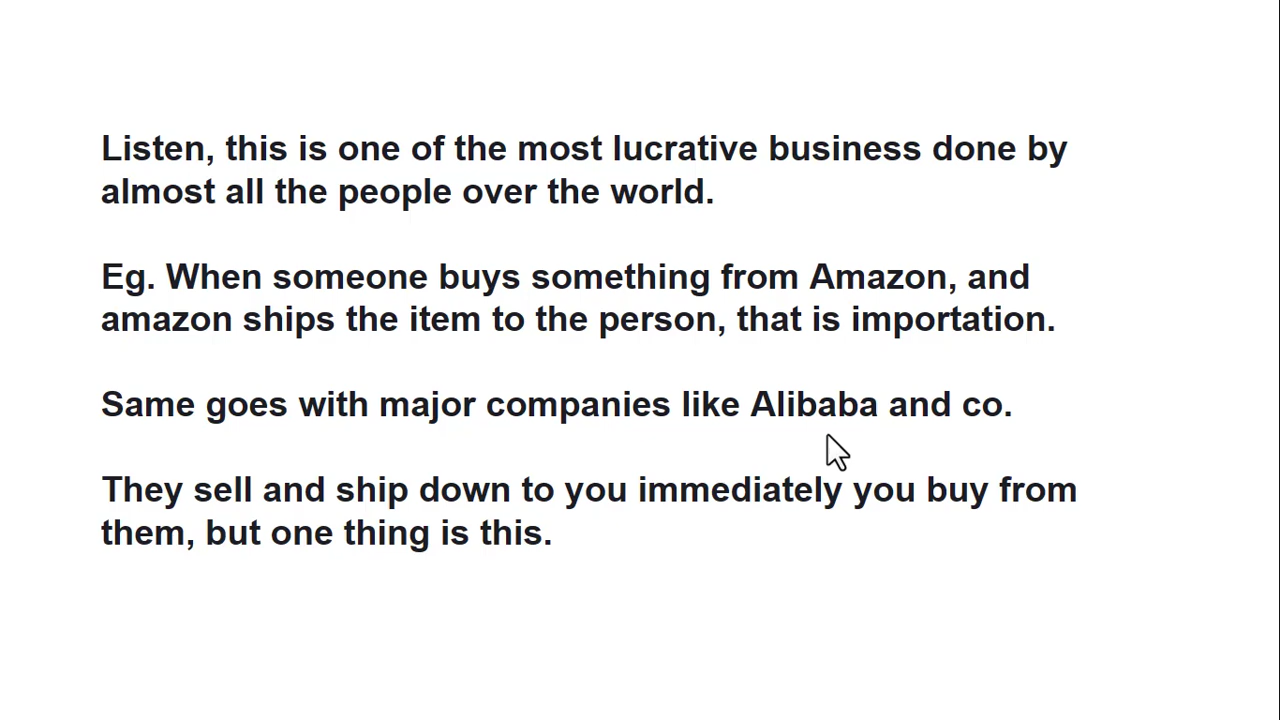 Listen, this is one of the most lucrative business done by
almost all the people over the world.
Eg. When someone buys something from Amazon, and
amazon ships the item to the person, that is importation.
Same goes with major companies like Alibaba and co.
They sell and ship down to you immediately you buy from
them, but one thing is this.